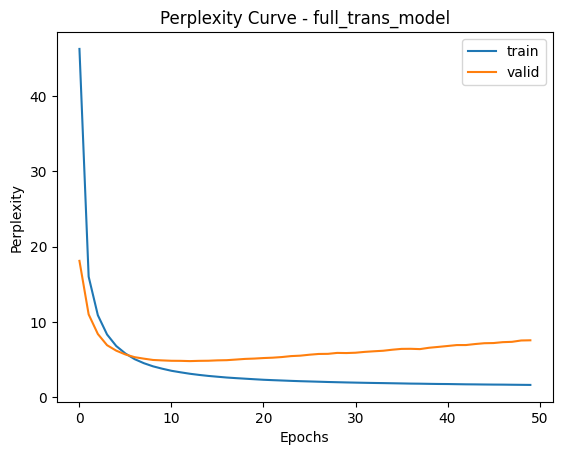 Perplexity Curve - full_trans_model
train
valid
Perplexity
40
30
20
10
0
0 10 20 30 40 50
Epochs